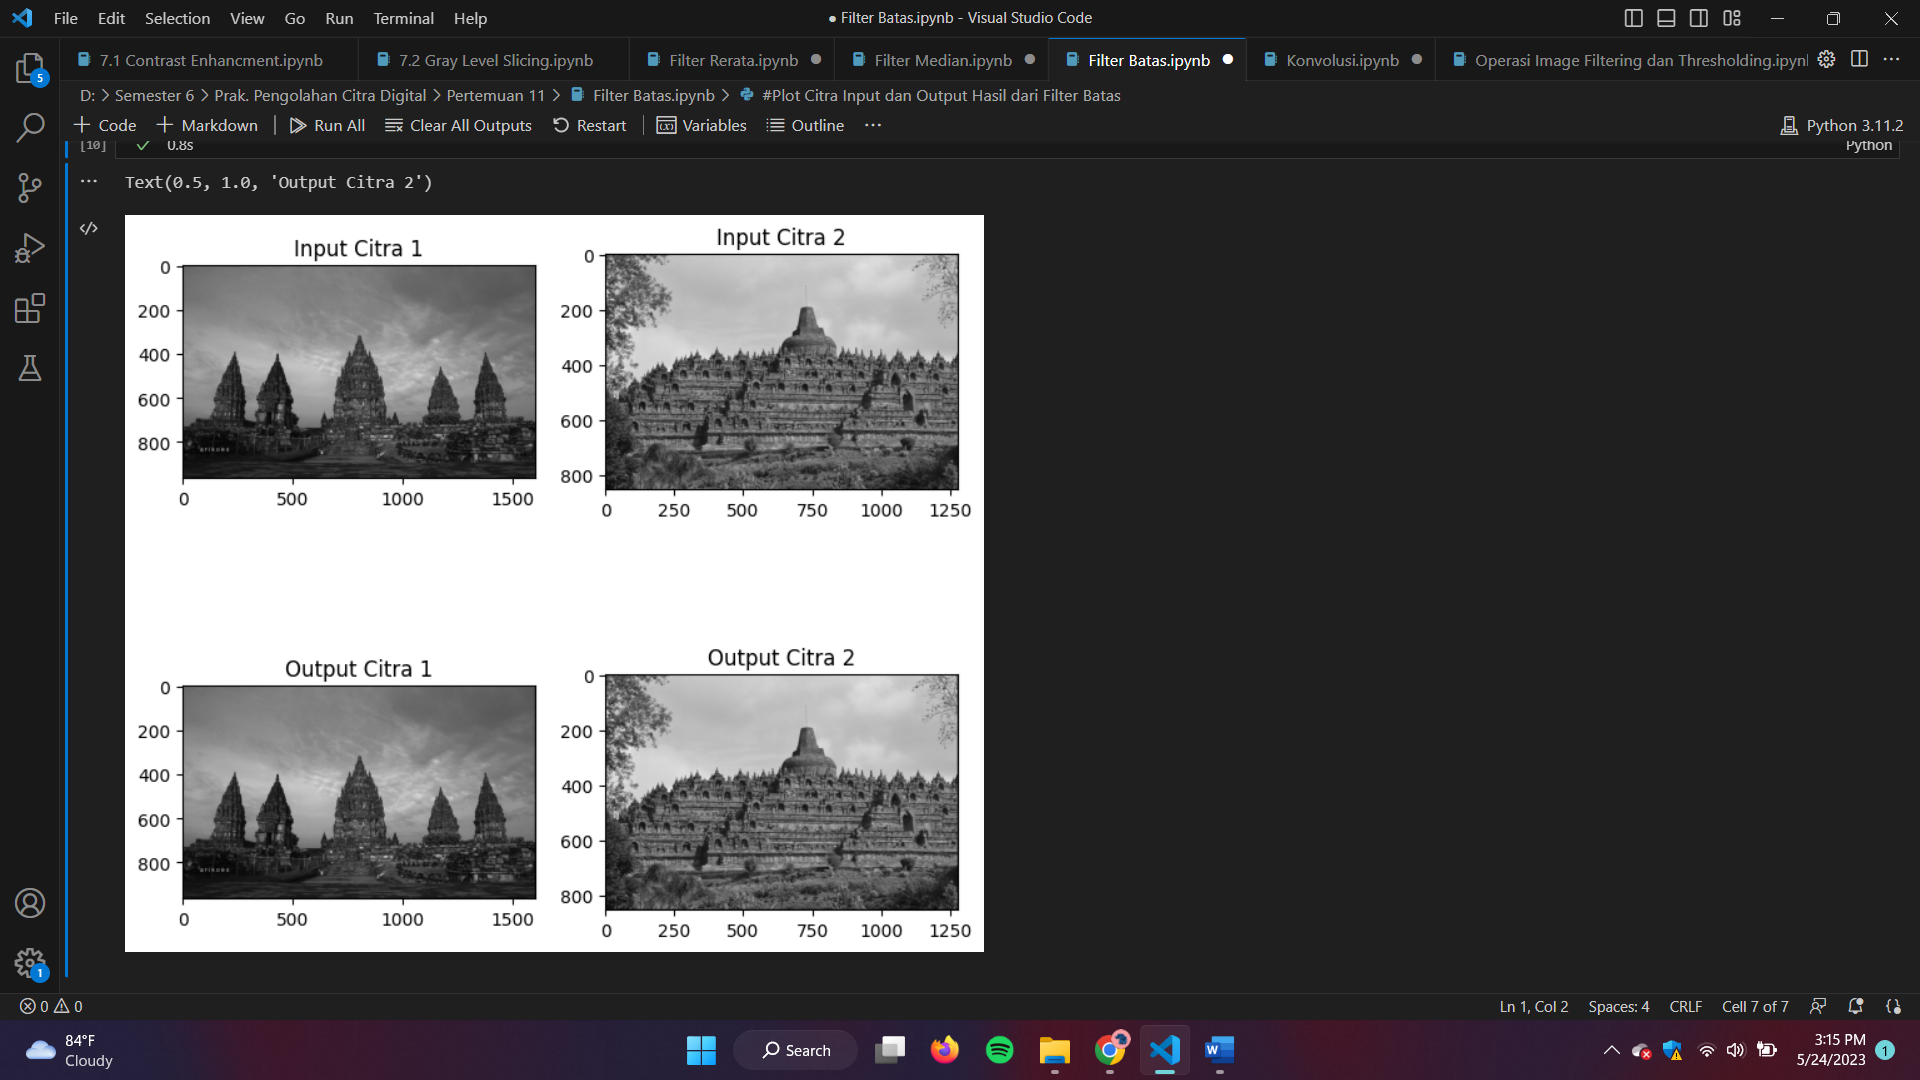 File Edit Selection View Go Run Terminal Help
● Filter Batas.ipynb - Visual Studio Code
7.1 Contrast Enhancment.ipynb
7.2 Gray Level Slicing.ipynb
Filter Rerata.ipynb
Filter Median.ipynb
Filter Batas.ipynb
Konvolusi.ipynb
Operasi Image Filtering dan Thresholding.ipynb
5
D: > Semester 6 > Prak. Pengolahan Citra Digital > Pertemuan 11 > Filter Batas.ipynb > #Plot Citra Input dan Output Hasil dari Filter Batas
+ Code + Markdown | Run All Clear All Outputs Restart | Variables Outline ···
Python 3.11.2
[10] ✓ 0.8s
Python
Text(0.5, 1.0, 'Output Citra 2')
Input Citra 1
0
200
400
600
800
0 500 1000 1500
Input Citra 2
0
200
400
600
800
0 250 500 750 1000 1250
Output Citra 1
0
200
400
600
800
0 500 1000 1500
Output Citra 2
0
200
400
600
800
0 250 500 750 1000 1250
1
0 0
Ln 1, Col 2 Spaces: 4 CRLF Cell 7 of 7
84°F
Cloudy
Search
3:15 PM
5/24/2023
1